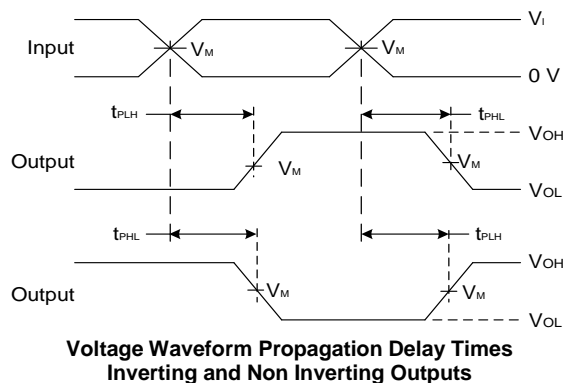 Input
VM
VM
VI
0 V
tPLH
tPHL
Output
VM
VM
VOH
VOL
tPHL
tPLH
Output
VM
VM
VOH
VOL
Voltage Waveform Propagation Delay Times
Inverting and Non Inverting Outputs